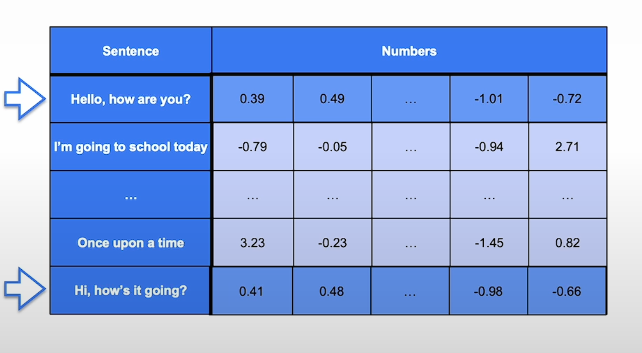 Sentence Numbers
Hello, how are you? 0.39 0.49 ... -1.01 -0.72
I'm going to school today -0.79 -0.05 ... -0.94 2.71
... ... ... ... ... ...
Once upon a time 3.23 -0.23 ... -1.45 0.82
Hi, how's it going? 0.41 0.48 ... -0.98 -0.66